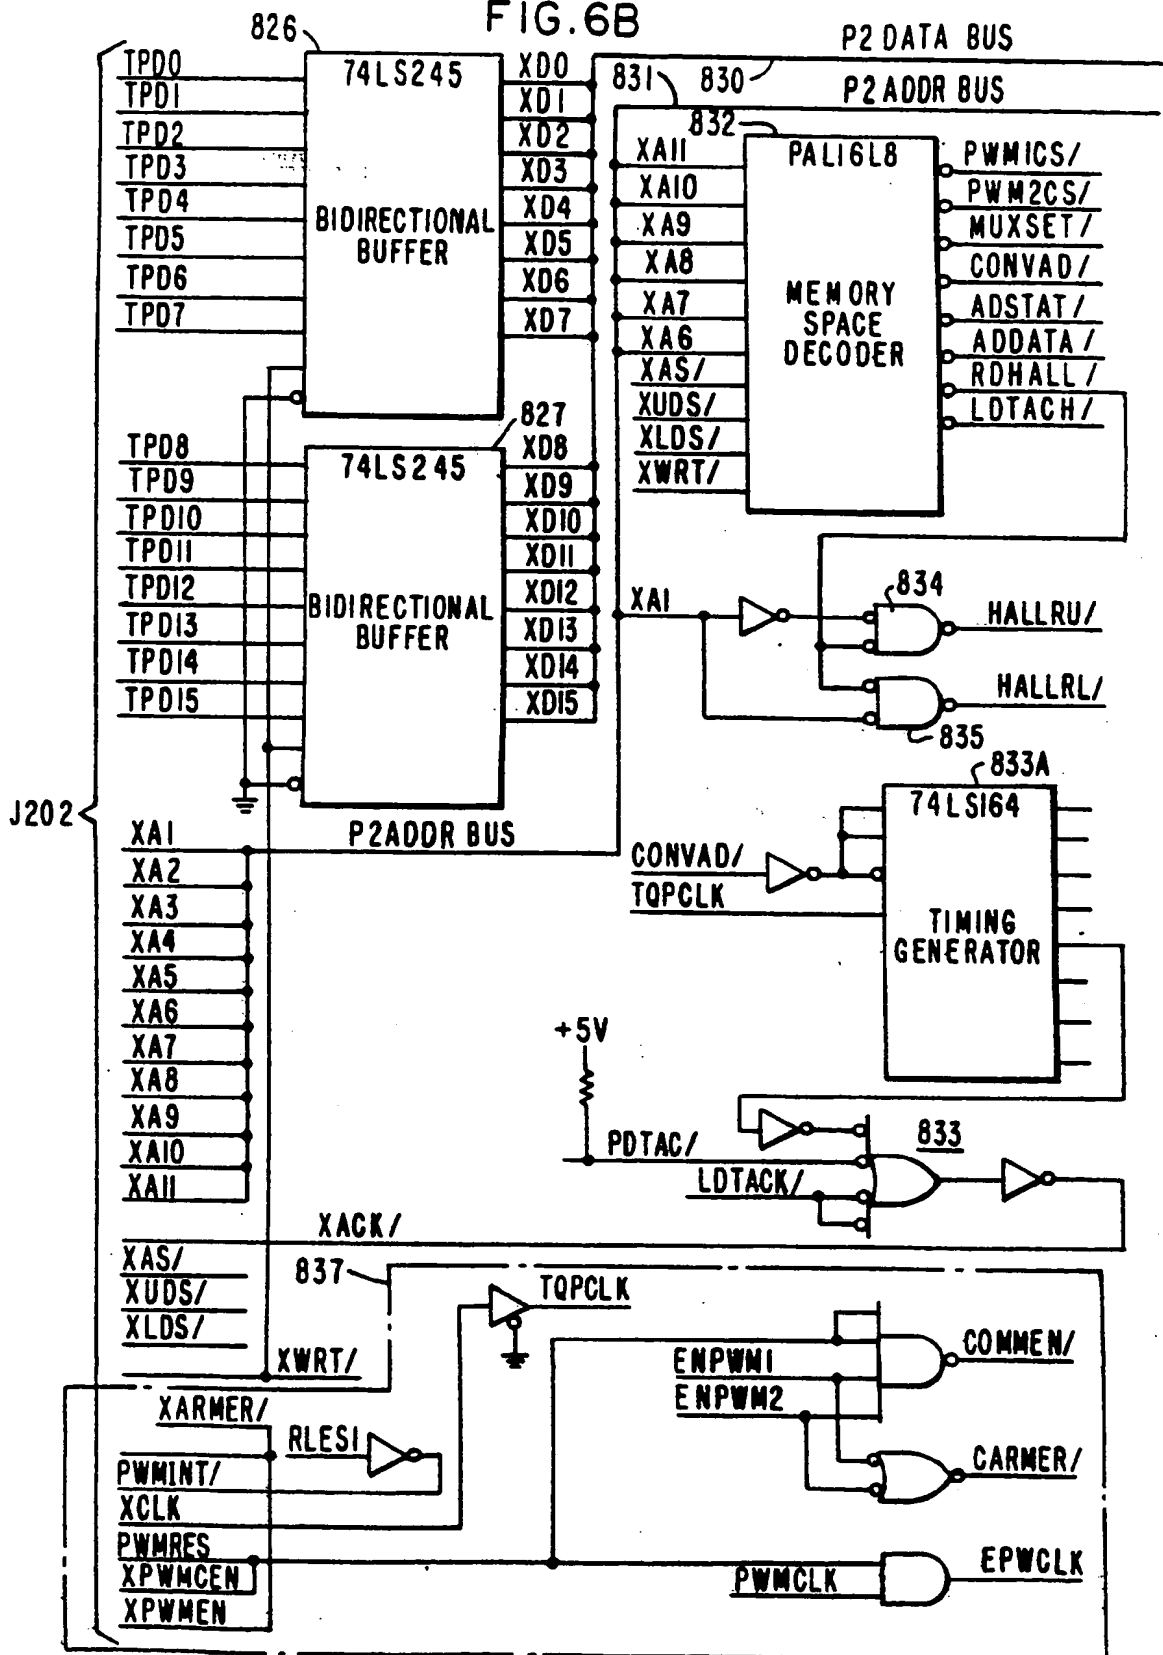 FIG.6B
826
TPD0
TPD1
TPD2
TPD3
TPD4
TPD5
TPD6
TPD7
74LS245
BIDIRECTIONAL
BUFFER
XD0
XD1
XD2
XD3
XD4
XD5
XD6
XD7
P2 DATA BUS
830
831
P2 ADDR BUS
832
XA11
XA10
XA9
XA8
XA7
XA6
XAS/
XUDS/
XLDS/
XWRT/
PAL16L8
MEMORY
SPACE
DECODER
PWM1CS/
PWM2CS/
MUXSET/
CONVAD/
ADSTAT/
ADDATA/
RDHALL/
LDTACH/
827
TPD8
TPD9
TPD10
TPD11
TPD12
TPD13
TPD14
TPD15
74LS245
BIDIRECTIONAL
BUFFER
XD8
XD9
XD10
XD11
XD12
XD13
XD14
XD15
XA1
834
HALLRU/
HALLRL/
835
J202
P2ADDR BUS
XA1
XA2
XA3
XA4
XA5
XA6
XA7
XA8
XA9
XA10
XA11
833A
74LS164
CONVAD/
TQPCLK
TIMING
GENERATOR
+5V
PDTAC/
LDTACK/
833
XACK/
XAS/
XUDS/
XLDS/
XWRT/
837
TQPCLK
ENPWM1
ENPWM2
COMMEN/
CARMER/
XARMER/
RLES1
PWMINT/
XCLK
PWMRES
XPWMCEN
XPWMEN
PWMCLK
EPWCLK